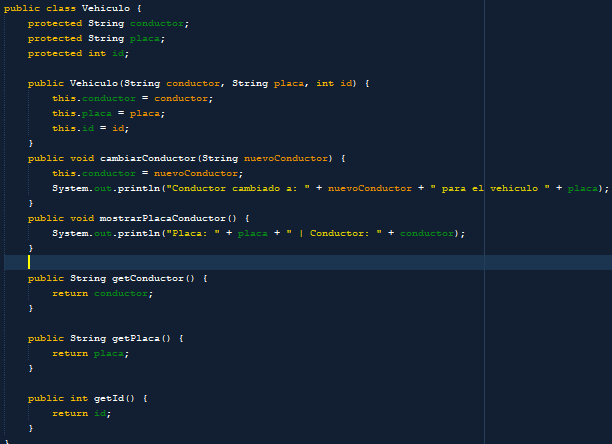 public class Vehiculo {
    protected String conductor;
    protected String placa;
    protected int id;

    public Vehiculo(String conductor, String placa, int id) {
        this.conductor = conductor;
        this.placa = placa;
        this.id = id;
    }
    public void cambiarConductor(String nuevoConductor) {
        this.conductor = nuevoConductor;
        System.out.println("Conductor cambiado a: " + nuevoConductor + " para el vehiculo " + placa);
    }
    public void mostrarPlacaConductor() {
        System.out.println("Placa: " + placa + " | Conductor: " + conductor);
    }

    public String getConductor() {
        return conductor;
    }

    public String getPlaca() {
        return placa;
    }

    public int getId() {
        return id;
    }
}